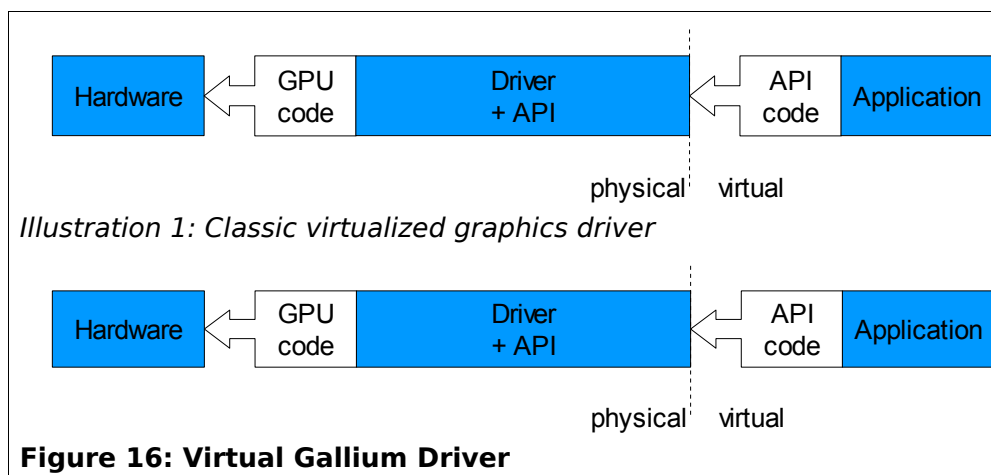 Hardware
GPU
code
Driver
+ API
API
code
Application
physical
virtual
Illustration 1: Classic virtualized graphics driver
Hardware
GPU
code
Driver
+ API
API
code
Application
physical
virtual
Figure 16: Virtual Gallium Driver